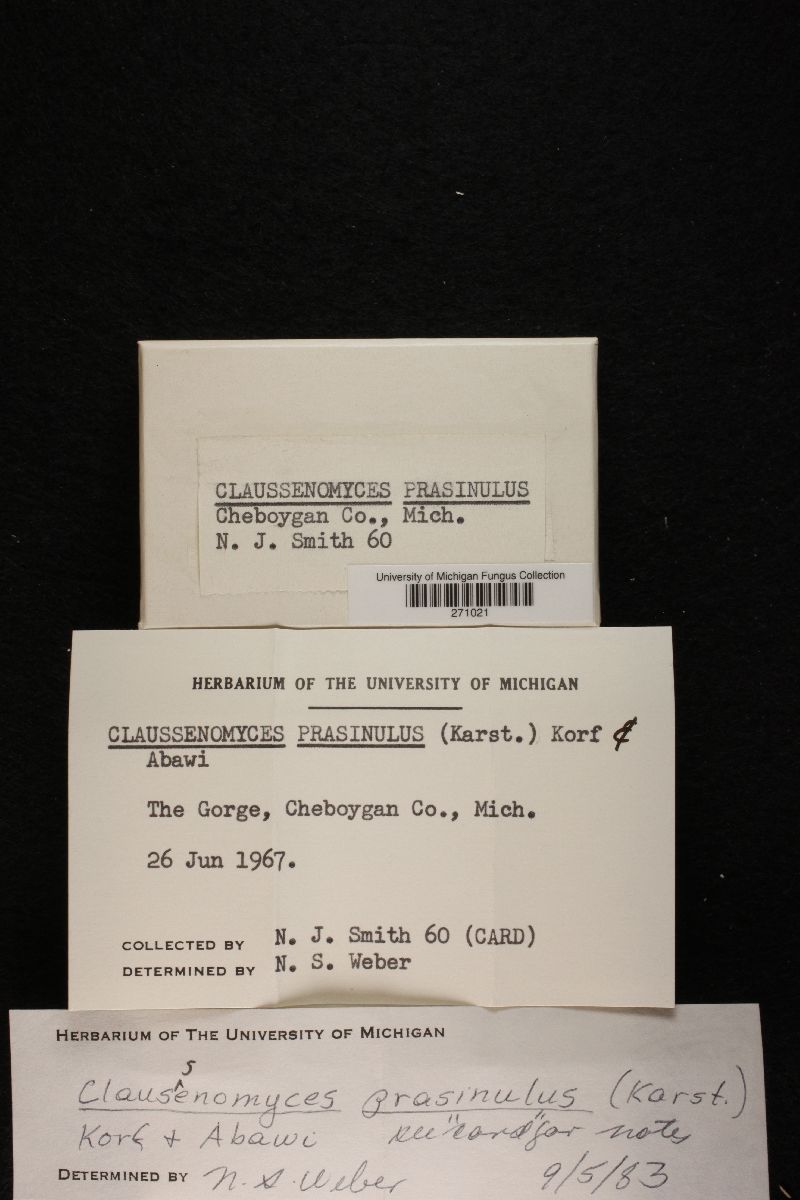 CLAUSSENOMYCES PRASINULUS
Cheboygan Co., Mich.
N. J. Smith 60
University of Michigan Fungus Collection
271021
HERBARIUM OF THE UNIVERSITY OF MICHIGAN
CLAUSSENOMYCES PRASINULUS (Karst.) Korf &
Abawi
The Gorge, Cheboygan Co., Mich.
26 Jun 1967.
COLLECTED BY N. J. Smith 60 (CARD)
DETERMINED BY N. S. Weber
HERBARIUM OF THE UNIVERSITY OF MICHIGAN
Claussenomyces prasinulus (Karst.)
Korf & Abawi see "card" for notes
DETERMINED BY N. S. Weber 9/5/83